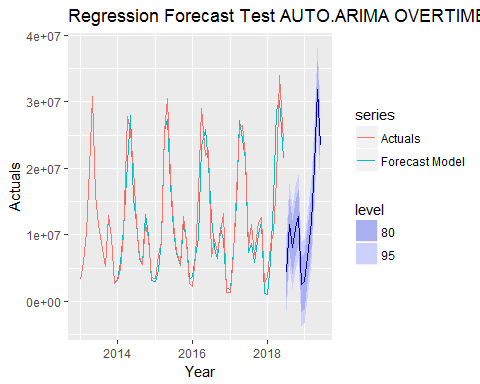 Regression Forecast Test AUTO.ARIMA OVERTIME
4e+07
3e+07
2e+07
1e+07
0e+00
Actuals
2014
2016
2018
Year
series
Actuals
Forecast Model
level
80
95